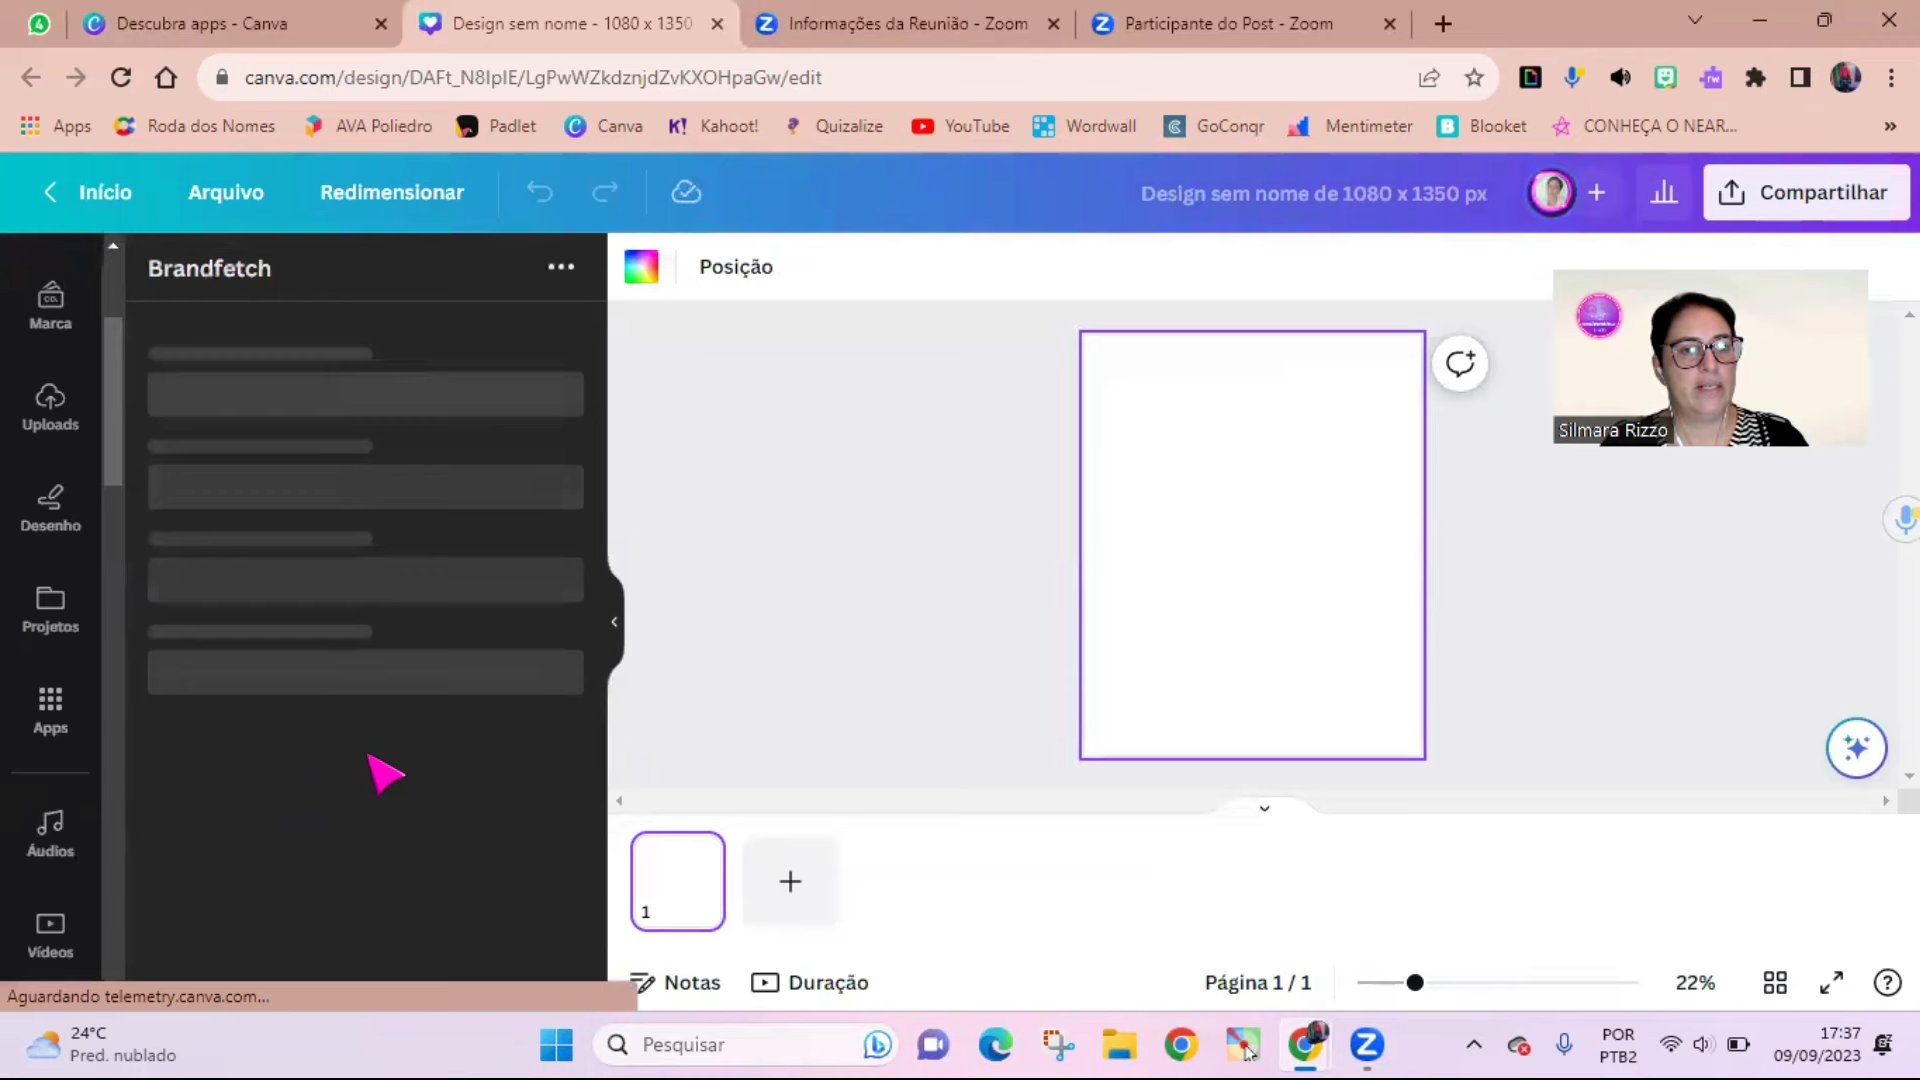 Descubra apps - Canva
Design sem nome - 1080 x 1350
Informações da Reunião - Zoom
Participante do Post - Zoom
canva.com/design/DAFt_N8IpIE/LgPwWZkdznjdZvKXOHpaGw/edit
Apps
Roda dos Nomes
AVA Poliedro
Padlet
Canva
Kahoot!
Quizalize
YouTube
Wordwall
GoConqr
Mentimeter
Blooket
CONHEÇA O NEAR...
Início
Arquivo
Redimensionar
Design sem nome de 1080 x 1350 px
Compartilhar
Brandfetch
Posição
Marca
Uploads
Desenho
Projetos
Apps
Áudios
Vídeos
Silmara Rizzo
1
Notas
Duração
Página 1 / 1
22%
Aguardando telemetry.canva.com...
24°C
Pred. nublado
Pesquisar
POR
PTB2
17:37
09/09/2023